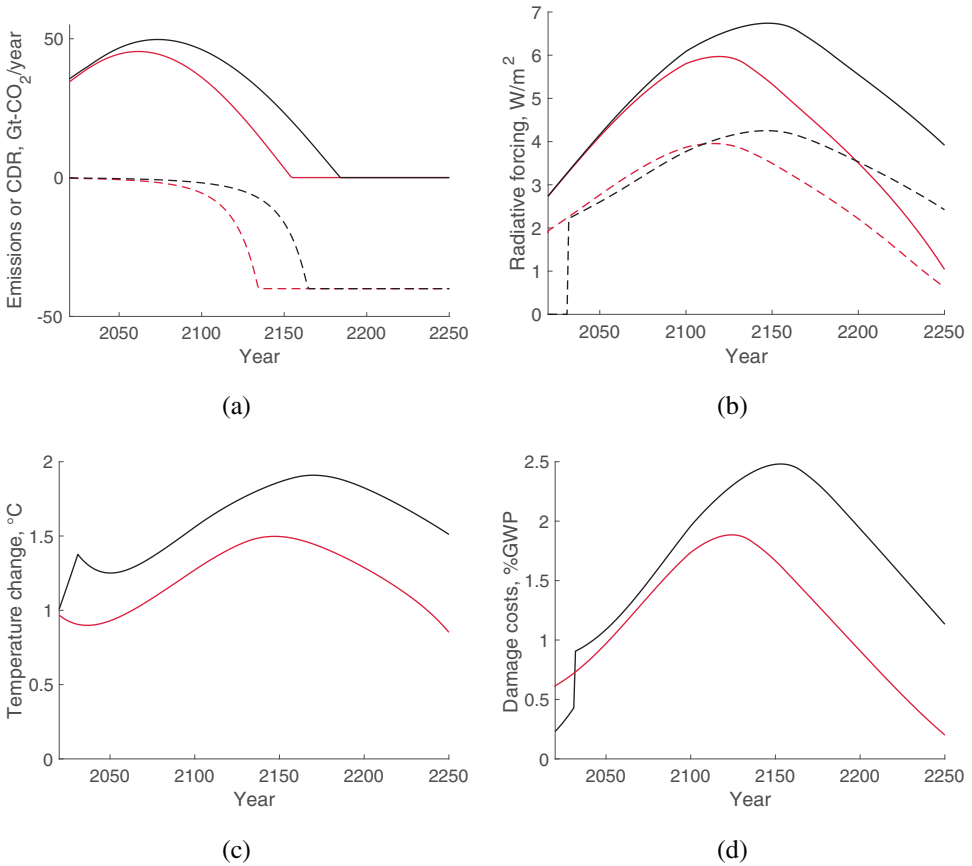 Emissions or CDR, Gt-CO2/year
50
0
-50
2050 2100 2150 2200 2250
Year
(a)
Radiative forcing, W/m2
7
6
5
4
3
2
1
0
2050 2100 2150 2200 2250
Year
(b)
Temperature change, °C
2
1.5
1
0.5
0
2050 2100 2150 2200 2250
Year
(c)
Damage costs, %GWP
2.5
2
1.5
1
0.5
0
2050 2100 2150 2200 2250
Year
(d)